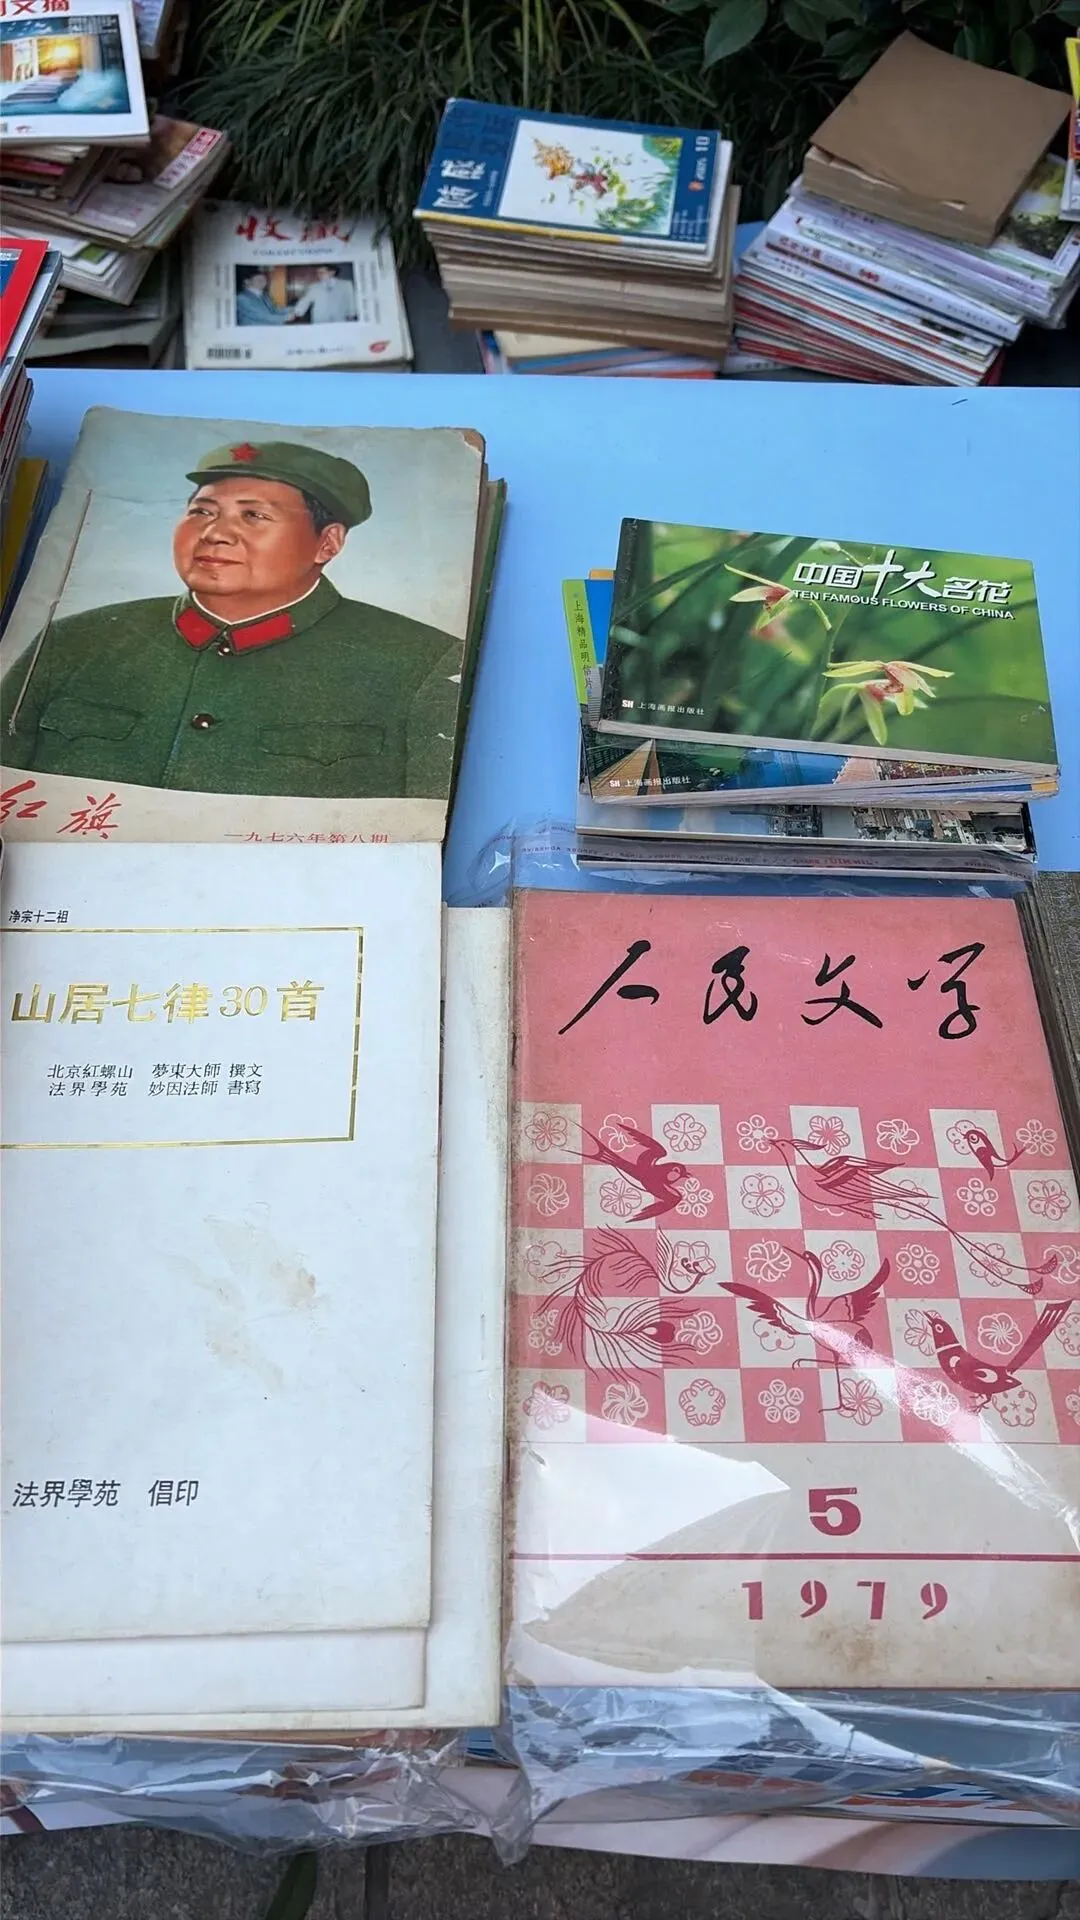 收藏
10
中国十大名花
TEN FAMOUS FLOWERS OF CHINA
上海精品明信片
SH 上海画报出版社
SH 上海画报出版社
红旗
一九七六年第八期
净宗十二祖
山居七律30首
北京紅螺山 夢東大師 撰文
法界學苑 妙因法師 書寫
法界學苑 倡印
人民文学
5
1979